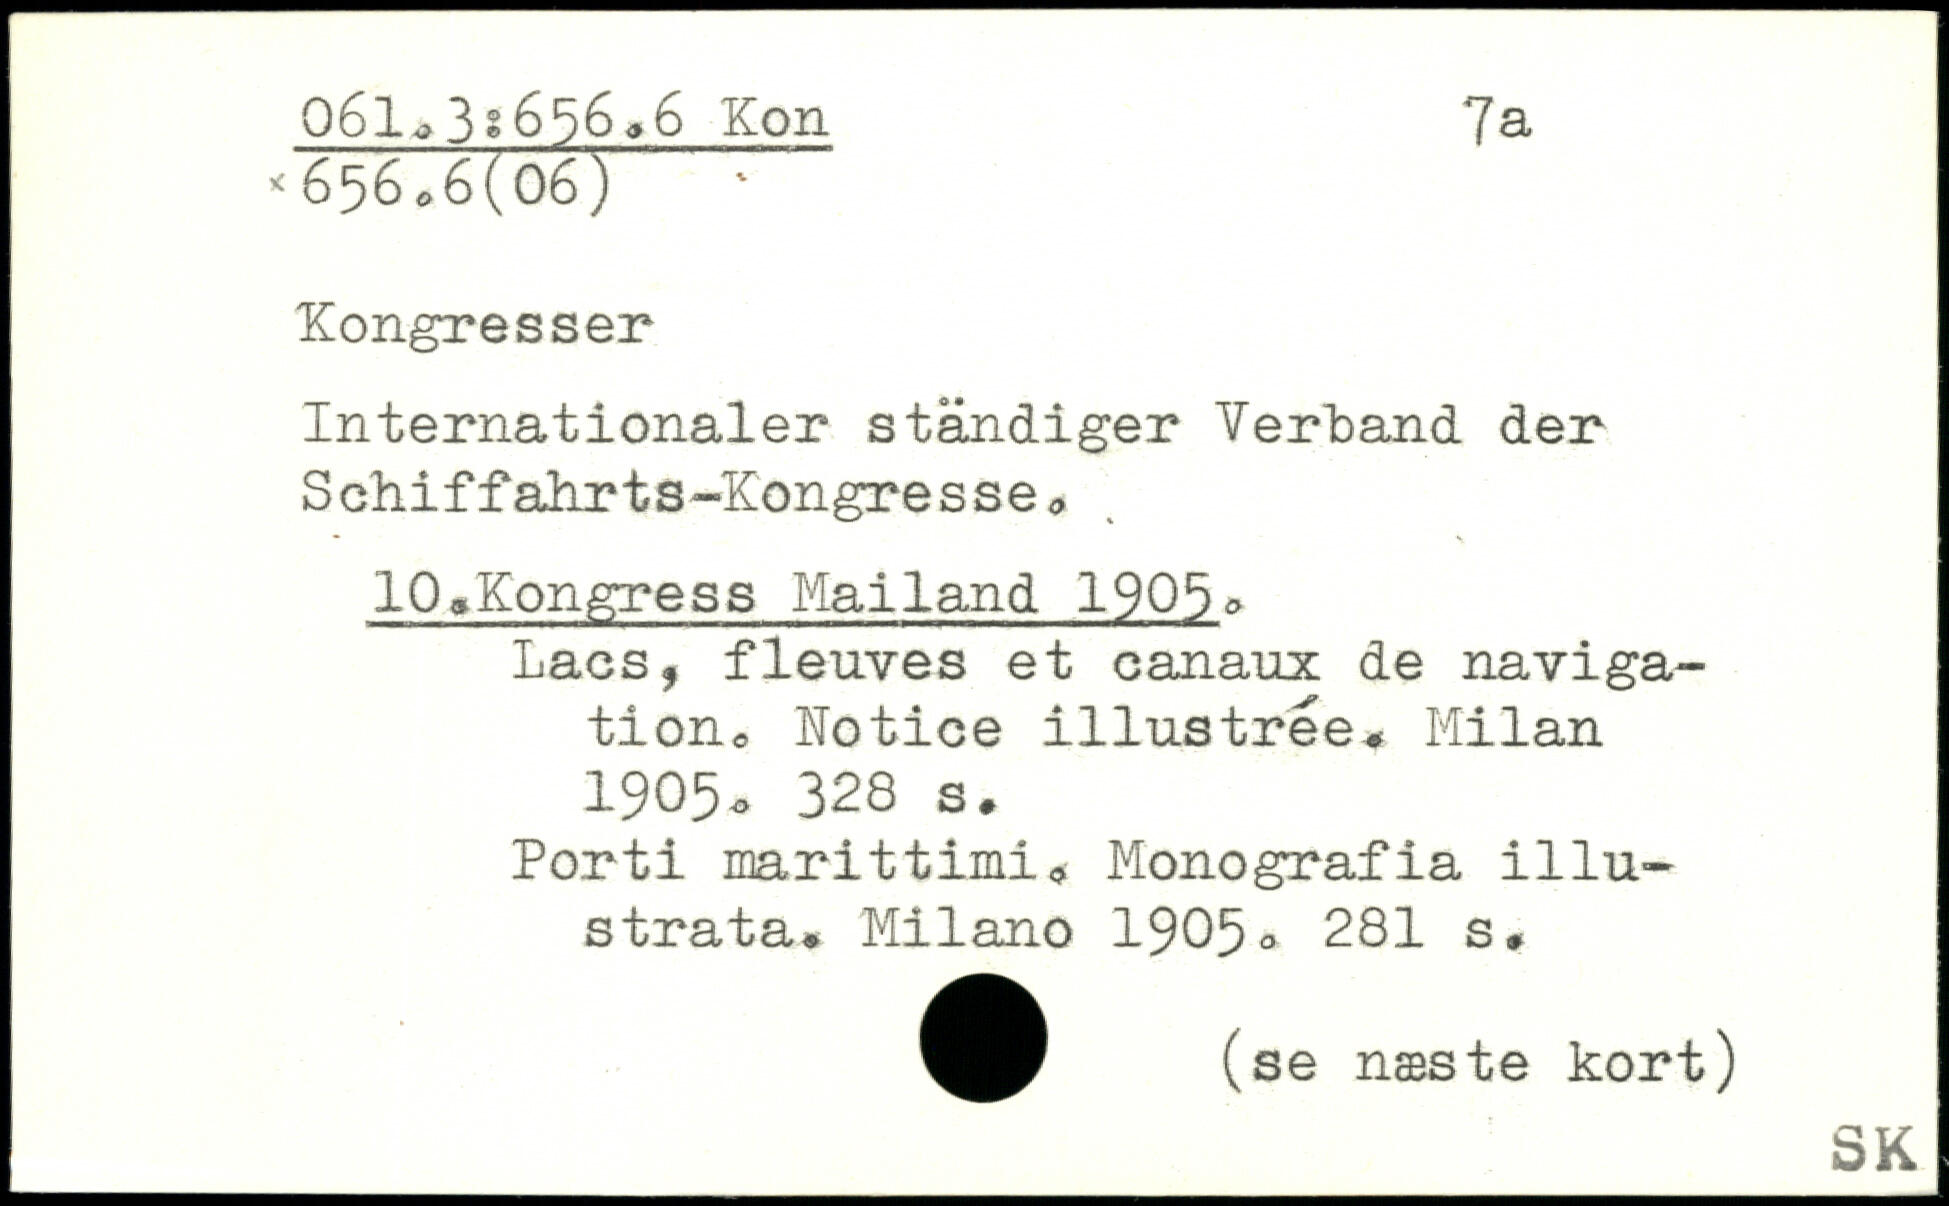 061.3:656.6 Kon 7a
x 656.6(06)
Kongresser
Internationaler ständiger Verband der
Schiffahrts-Kongresse.
10.Kongress Mailand 1905.
Lacs, fleuves et canaux de naviga-
tion. Notice illustrée. Milan
1905. 328 s.
Porti marittimi. Monografia illu-
strata. Milano 1905. 281 s.
(se næste kort)
SK